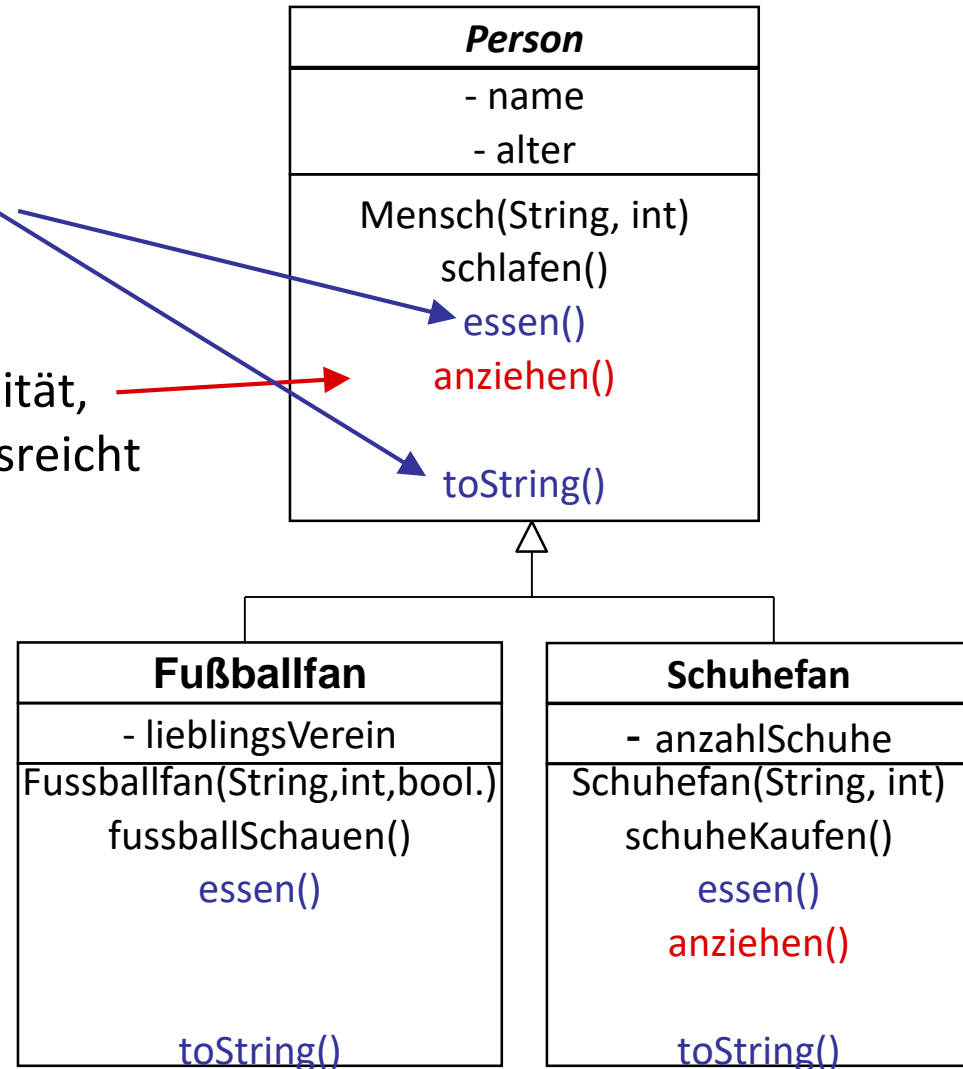 Person
- name
- alter
Mensch(String, int)
schlafen()
essen()
anziehen()
toString()
ität,
sreicht
Fußballfan
- lieblingsVerein
Fussballfan(String,int,bool.)
fussballSchauen()
essen()
toString()
Schuhefan
- anzahlSchuhe
Schuhefan(String, int)
schuheKaufen()
essen()
anziehen()
toString()